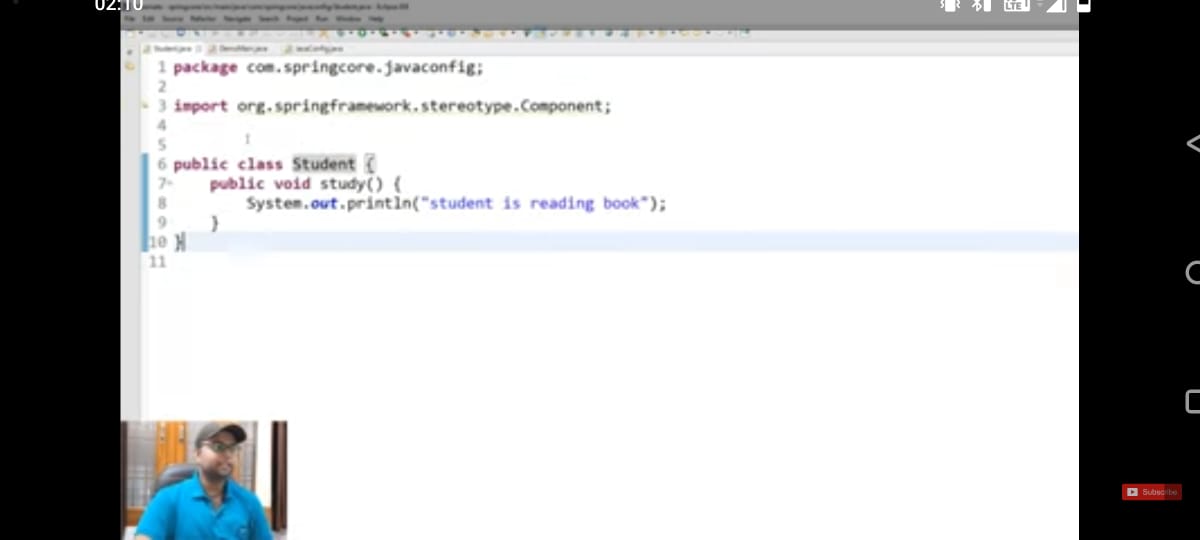 02:10
LTE
File Edit Source Refactor Navigate Search Project Run Window Help
Student.java DemoMain.java JavaConfig.java
1 package com.springcore.javaconfig;
2
3 import org.springframework.stereotype.Component;
4
5
6 public class Student {
7 public void study() {
8 System.out.println("student is reading book");
9 }
10 }
11
Subscribe